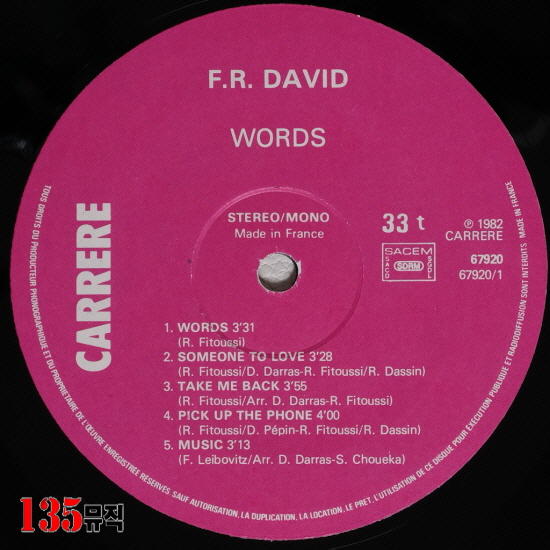 F.R. DAVID
WORDS
STEREO/MONO
Made in France
33 t
℗ 1982
CARRERE
SACEM
SACD
SDRM
SGDL
67920
67920/1
CARRERE
1. WORDS 3'31
(R. Fitoussi)
2. SOMEONE TO LOVE 3'28
(R. Fitoussi/D. Darras-R. Fitoussi/R. Dassin)
3. TAKE ME BACK 3'55
(R. Fitoussi/Arr. D. Darras-R. Fitoussi)
4. PICK UP THE PHONE 4'00
(R. Fitoussi/D. Pépin-R. Fitoussi/R. Dassin)
5. MUSIC 3'13
(F. Leibovitz/Arr. D. Darras-S. Choueka)
TOUS DROITS DU PRODUCTEUR PHONOGRAPHIQUE ET DU PROPRIETAIRE DE L'ŒUVRE ENREGISTRÉE RESERVES. SAUF AUTORISATION, LA DUPLICATION, LA LOCATION, LE PRET, L'UTILISATION DE CE DISQUE POUR EXECUTION PUBLIQUE ET RADIODIFFUSION SONT INTERDITS. MADE IN FRANCE
135뮤직